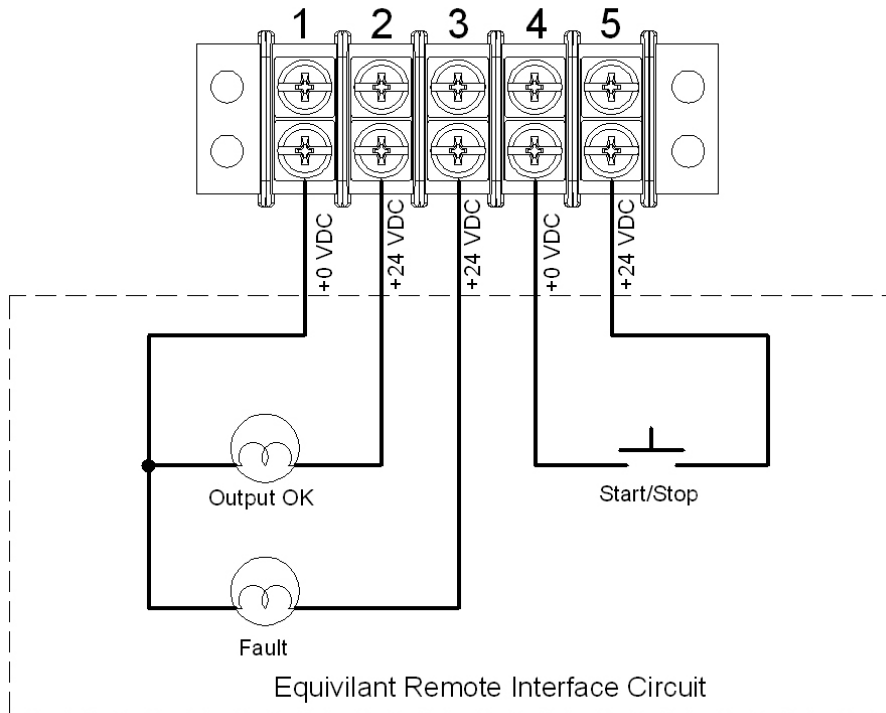 1 2 3 4 5
+0 VDC
+24 VDC
+24 VDC
+0 VDC
+24 VDC
Output OK
Start/Stop
Fault
Equivilant Remote Interface Circuit